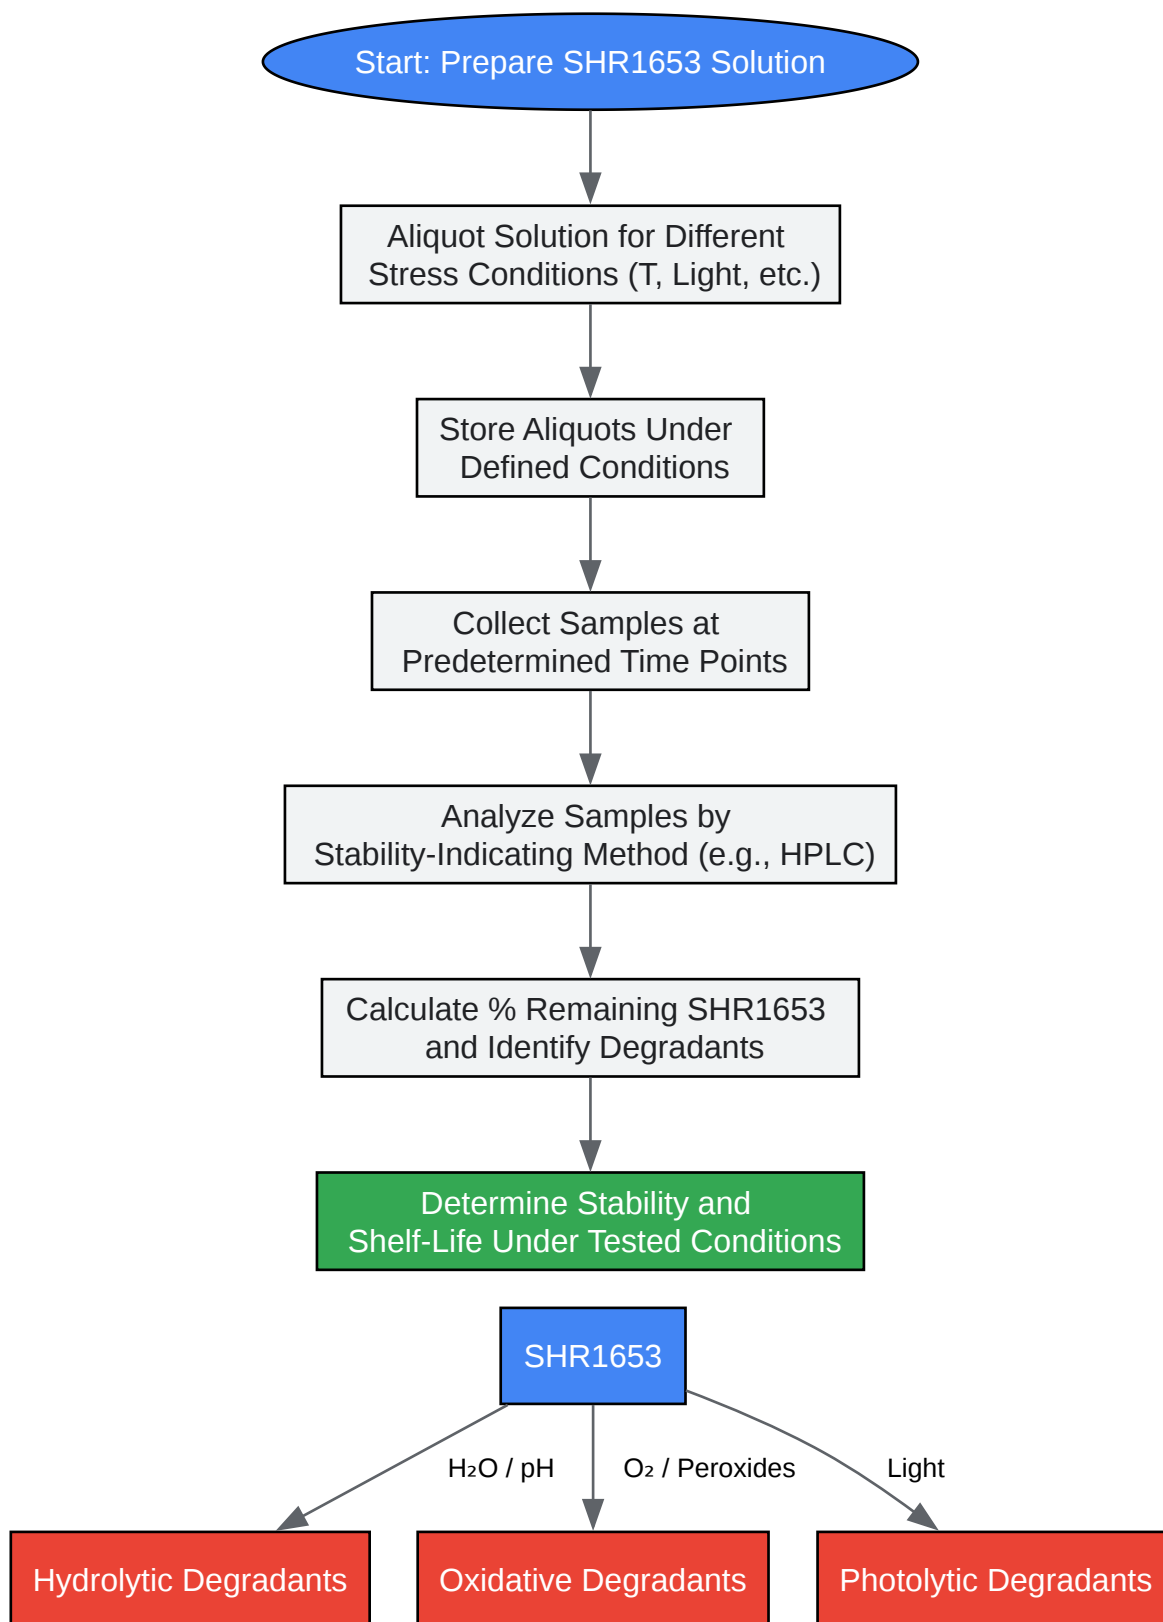 Start: Prepare SHR1653 Solution
Aliquot Solution for Different
Stress Conditions (T, Light, etc.)
Store Aliquots Under
Defined Conditions
Collect Samples at
Predetermined Time Points
Analyze Samples by
Stability-Indicating Method (e.g., HPLC)
Calculate % Remaining SHR1653
and Identify Degradants
Determine Stability and
Shelf-Life Under Tested Conditions
SHR1653
H₂O / pH
O₂ / Peroxides
Light
Hydrolytic Degradants
Oxidative Degradants
Photolytic Degradants